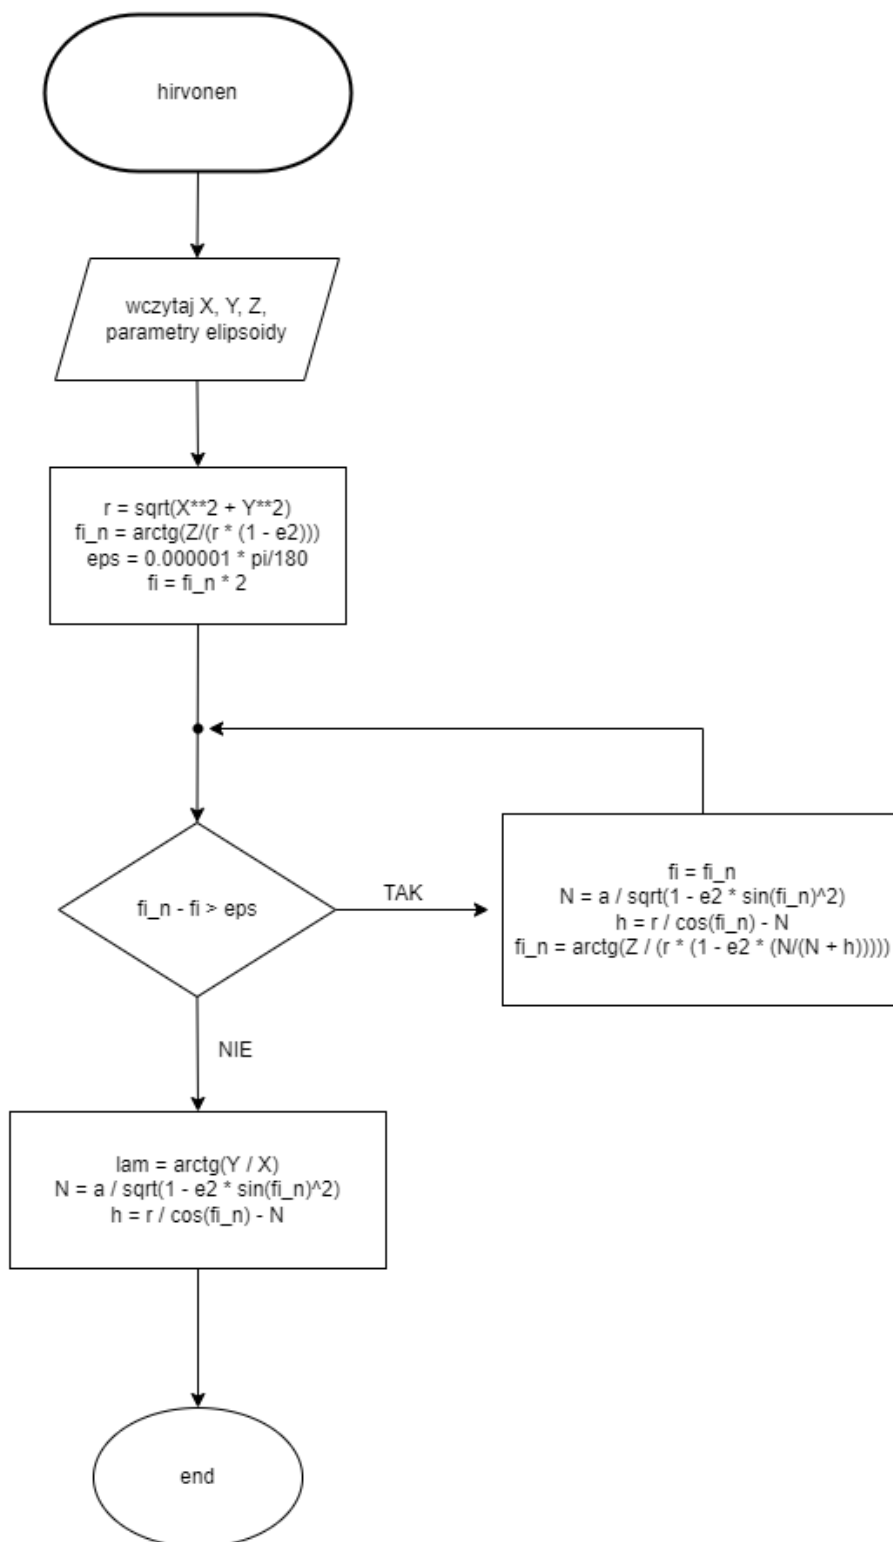 hirvonen
wczytaj X, Y, Z,
parametry elipsoidy
r = sqrt(X**2 + Y**2)
fi_n = arctg(Z/(r * (1 - e2)))
eps = 0.000001 * pi/180
fi = fi_n * 2
fi_n - fi > eps
TAK
fi = fi_n
N = a / sqrt(1 - e2 * sin(fi_n)^2)
h = r / cos(fi_n) - N
fi_n = arctg(Z / (r * (1 - e2 * (N/(N + h)))))
NIE
lam = arctg(Y / X)
N = a / sqrt(1 - e2 * sin(fi_n)^2)
h = r / cos(fi_n) - N
end